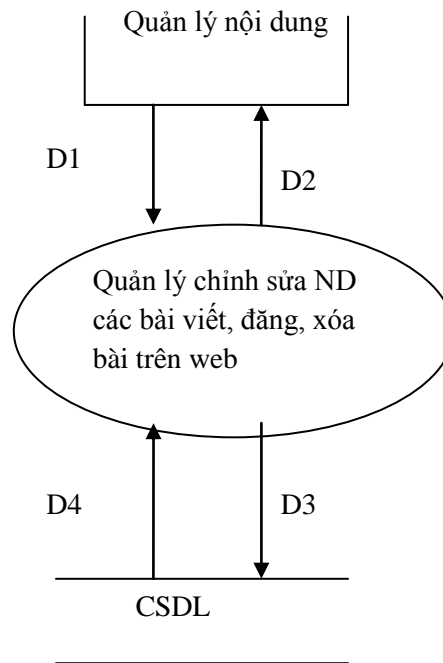 Quản lý nội dung
D1
D2
Quản lý chỉnh sửa ND
các bài viết, đăng, xóa
bài trên web
D4
D3
CSDL